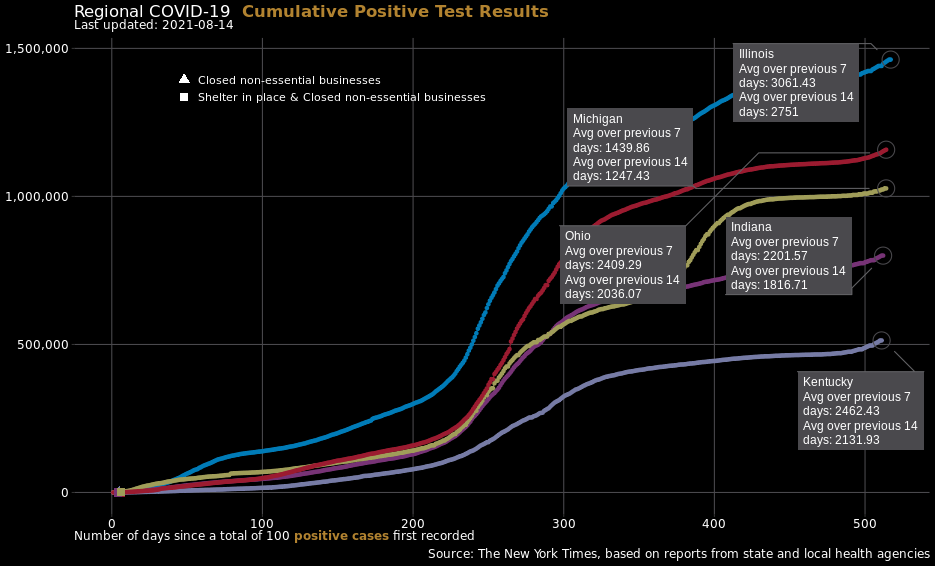 Regional COVID-19 Cumulative Positive Test Results
Last updated: 2021-08-14
1,500,000
1,000,000
500,000
0
Closed non-essential businesses
Shelter in place & Closed non-essential businesses
Illinois
Avg over previous 7
days: 3061.43
Avg over previous 14
days: 2751
Michigan
Avg over previous 7
days: 1439.86
Avg over previous 14
days: 1247.43
Ohio
Avg over previous 7
days: 2409.29
Avg over previous 14
days: 2036.07
Indiana
Avg over previous 7
days: 2201.57
Avg over previous 14
days: 1816.71
Kentucky
Avg over previous 7
days: 2462.43
Avg over previous 14
days: 2131.93
0 100 200 300 400 500
Number of days since a total of 100 positive cases first recorded
Source: The New York Times, based on reports from state and local health agencies